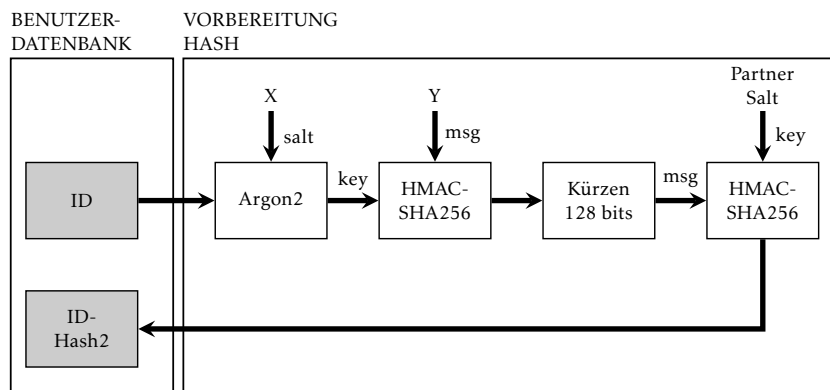 BENUTZER-
DATENBANK
VORBEREITUNG
HASH
X
Y
Partner
Salt
salt
msg
key
ID
Argon2
key
HMAC-
SHA256
Kürzen
128 bits
msg
HMAC-
SHA256
ID-
Hash2